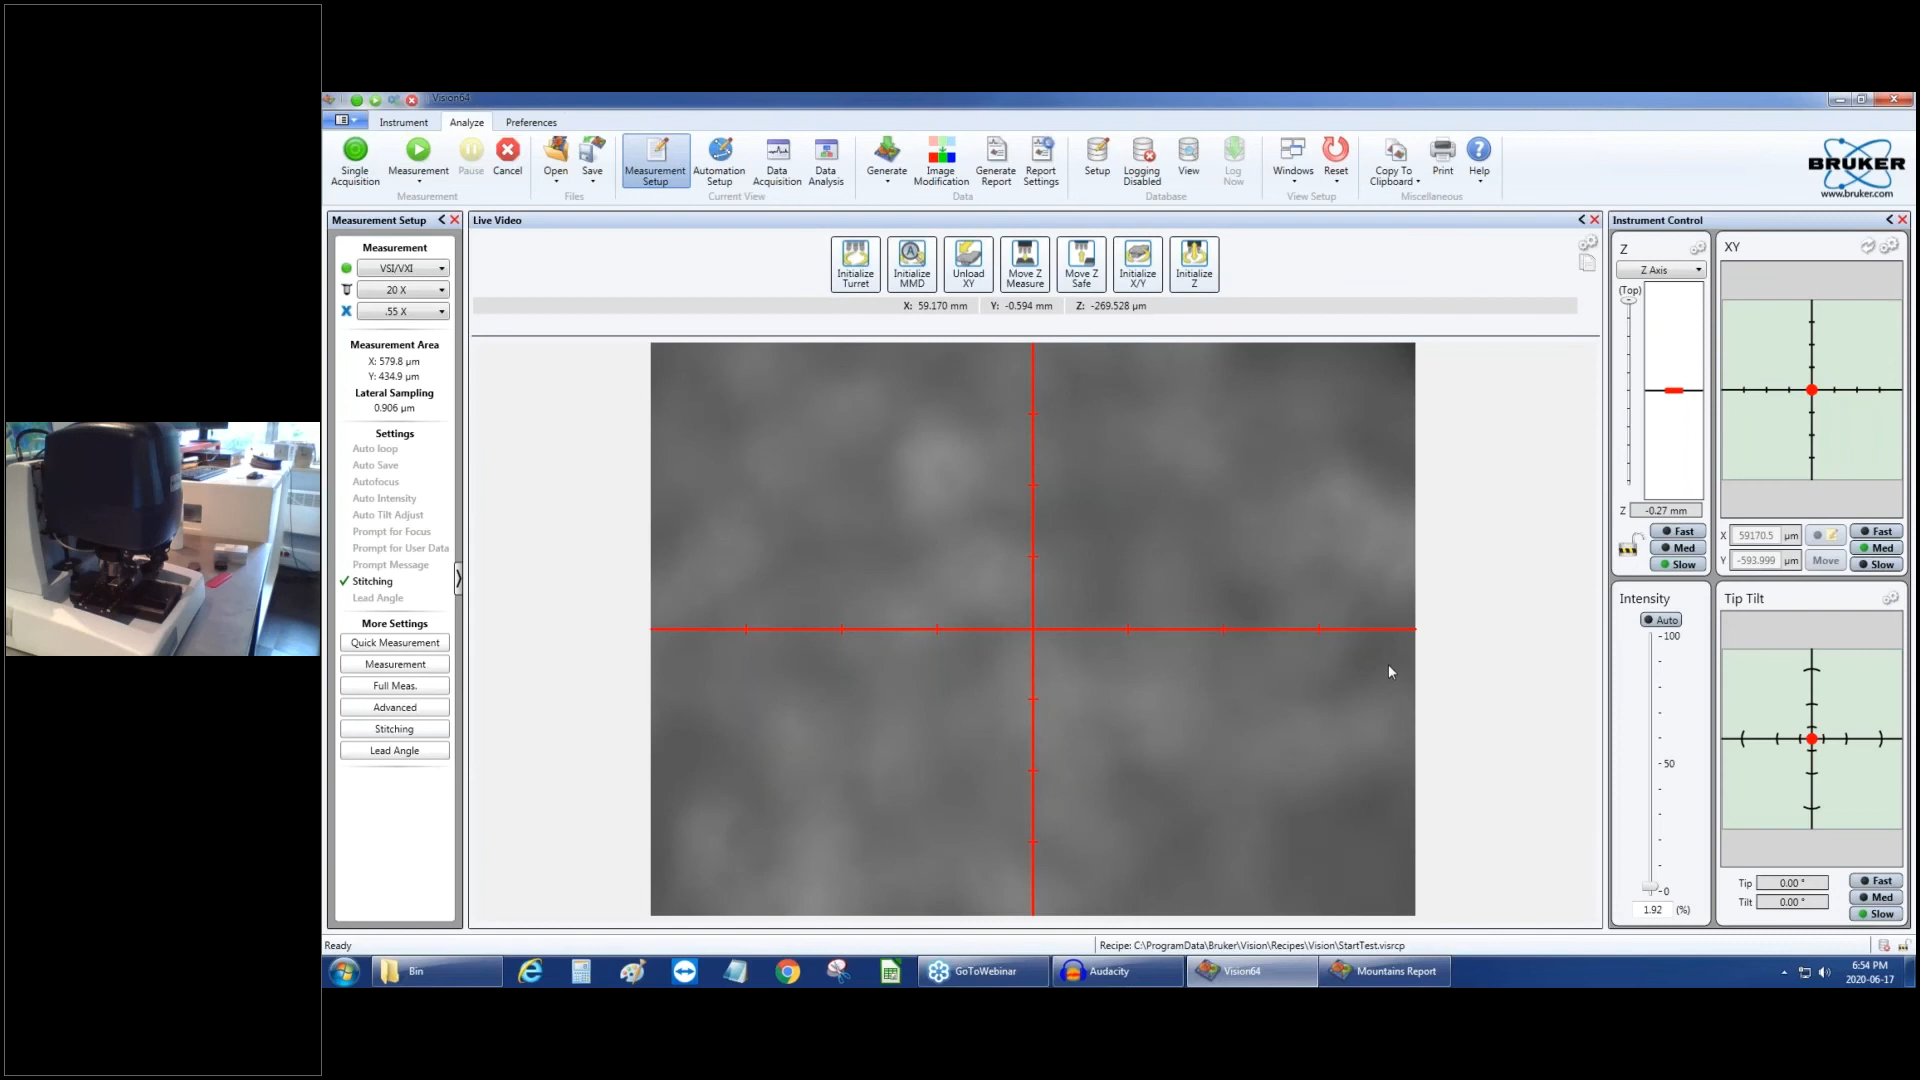 Vision64
Instrument
Analyze
Preferences
Single
Acquisition
Measurement
Pause
Cancel
Measurement
Open
Save
Files
Measurement
Setup
Automation
Setup
Data
Acquisition
Data
Analysis
Current View
Generate
Image
Modification
Generate
Report
Report
Settings
Data
Setup
Logging
Disabled
View
Log
Now
Database
Windows
Reset
View Setup
Copy To
Clipboard
Print
Help
Miscellaneous
BRUKER
www.bruker.com
Measurement Setup
Measurement
VSI/VXI
20 X
.55 X
Measurement Area
X: 579.8 µm
Y: 434.9 µm
Lateral Sampling
0.906 µm
Settings
Auto loop
Auto Save
Autofocus
Auto Intensity
Auto Tilt Adjust
Prompt for Focus
Prompt for User Data
Prompt Message
Stitching
Lead Angle
More Settings
Quick Measurement
Measurement
Full Meas.
Advanced
Stitching
Lead Angle
Live Video
Initialize
Turret
Initialize
MMD
Unload
XY
Move Z
Measure
Move Z
Safe
Initialize
X/Y
Initialize
Z
X: 59.170 mm Y: -0.594 mm Z: -269.528 µm
Instrument Control
Z
Z Axis
(Top)
Z -0.27 mm
Fast
Med
Slow
XY
X 59170.5 µm
Y -593.999 µm Move
Fast
Med
Slow
Intensity
Auto
100
50
0
1.92 (%)
Tip Tilt
Tip 0.00 °
Tilt 0.00 °
Fast
Med
Slow
Ready
Recipe: C:\ProgramData\Bruker\Vision\Recipes\Vision\StartTest.visrcp
Bin
GoToWebinar
Audacity
Vision64
Mountains Report
6:54 PM
2020-06-17